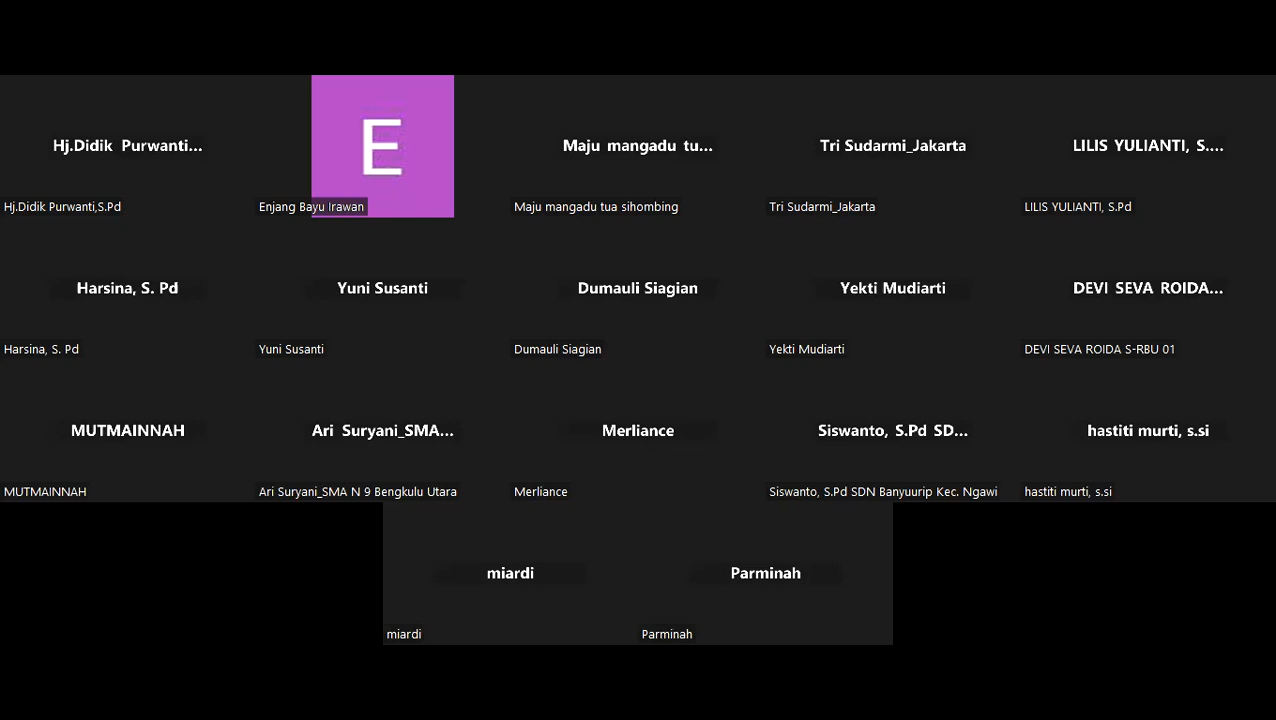 Hj.Didik Purwanti...
E
Maju mangadu tu...
Tri Sudarmi_Jakarta
LILIS YULIANTI, S....
Hj.Didik Purwanti,S.Pd
Enjang Bayu Irawan
Maju mangadu tua sihombing
Tri Sudarmi_Jakarta
LILIS YULIANTI, S.Pd
Harsina, S. Pd
Yuni Susanti
Dumauli Siagian
Yekti Mudiarti
DEVI SEVA ROIDA...
Harsina, S. Pd
Yuni Susanti
Dumauli Siagian
Yekti Mudiarti
DEVI SEVA ROIDA S-RBU 01
MUTMAINNAH
Ari Suryani_SMA...
Merliance
Siswanto, S.Pd SD...
hastiti murti, s.si
MUTMAINNAH
Ari Suryani_SMA N 9 Bengkulu Utara
Merliance
Siswanto, S.Pd SDN Banyuurip Kec. Ngawi
hastiti murti, s.si
miardi
Parminah
miardi
Parminah